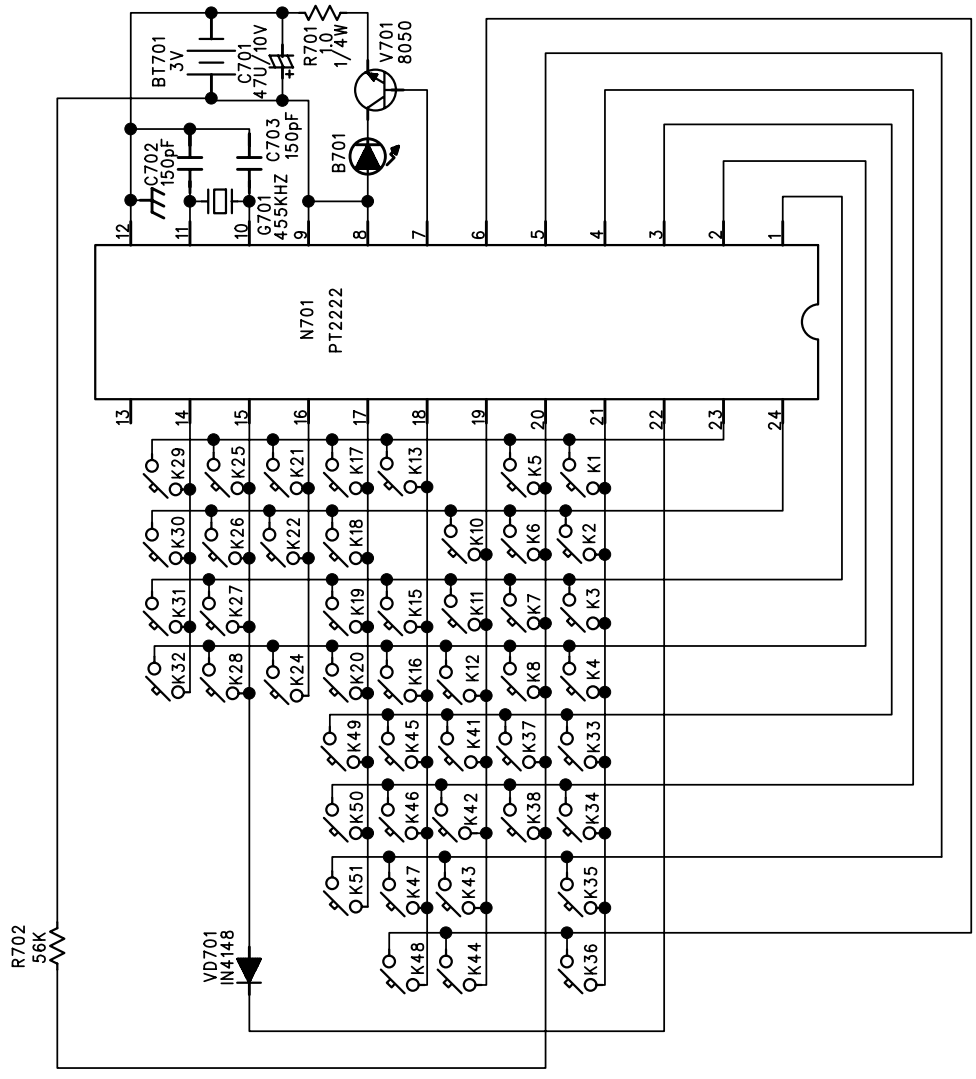 BT701
3V
C701
47U/10V
R701
1.0
1/4W
V701
8050
C702
150pF
C703
150pF
B701
G701
455KHZ
12
11
10
9
8
7
6
5
4
3
2
1
N701
PT2222
13
14
15
16
17
18
19
20
21
22
23
24
K29
K25
K21
K17
K13
K5
K1
K30
K26
K22
K18
K10
K6
K2
K31
K27
K19
K15
K11
K7
K3
K32
K28
K24
K20
K16
K12
K8
K4
K49
K45
K41
K37
K33
K50
K46
K42
K38
K34
K51
K47
K43
K35
K48
K44
K36
R702
56K
VD701
IN4148